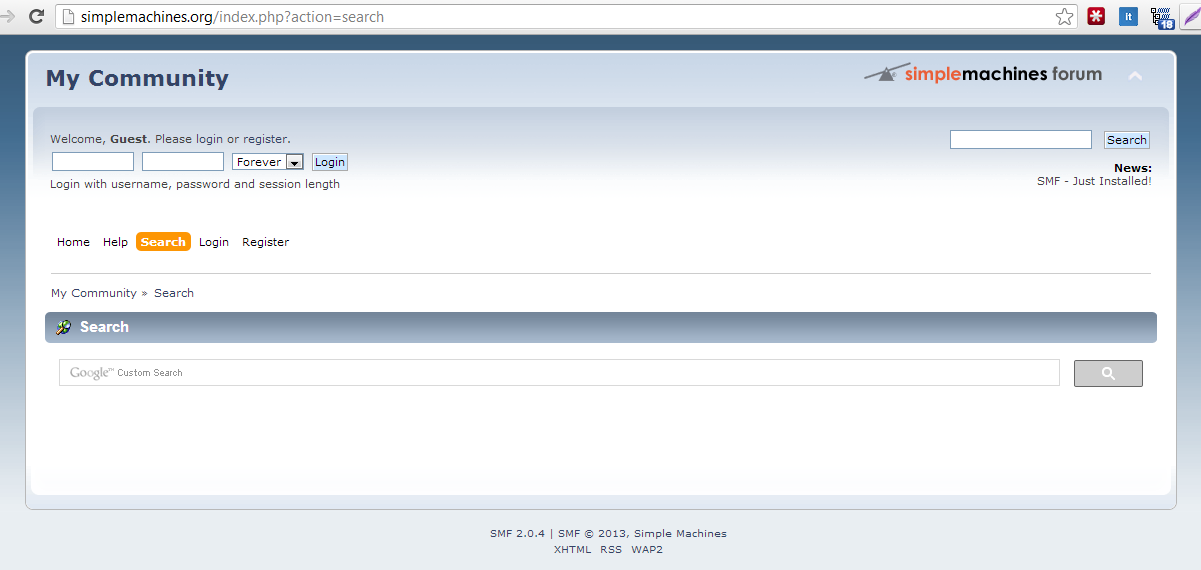 simplemachines.org/index.php?action=search
It
18
My Community
simplemachines forum
Welcome, Guest. Please login or register.
Search
Forever Login
News:
Login with username, password and session length
SMF - Just Installed!
Home Help Search Login Register
My Community » Search
Search
Google™ Custom Search
SMF 2.0.4 | SMF © 2013, Simple Machines
XHTML RSS WAP2